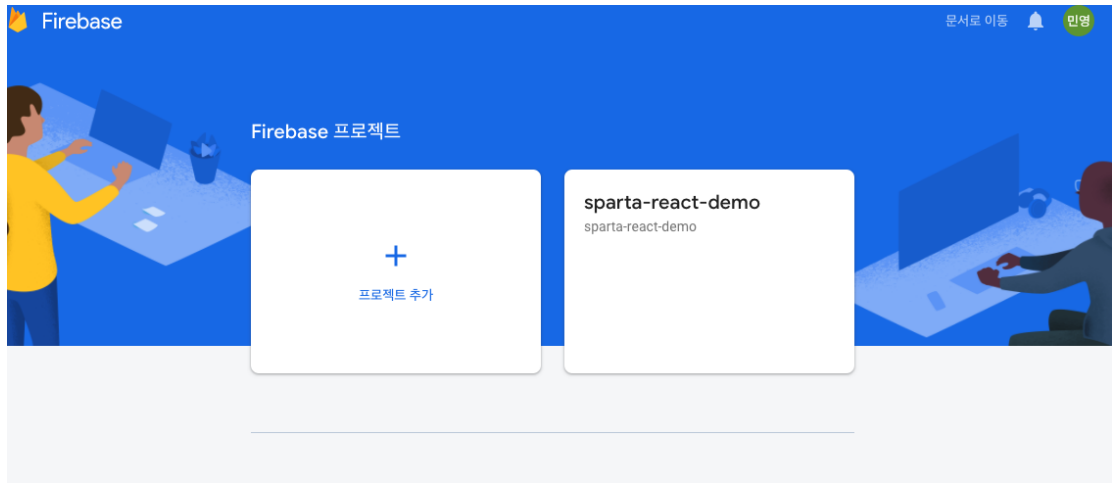 Firebase
문서로 이동
민영
Firebase 프로젝트
프로젝트 추가
sparta-react-demo
sparta-react-demo